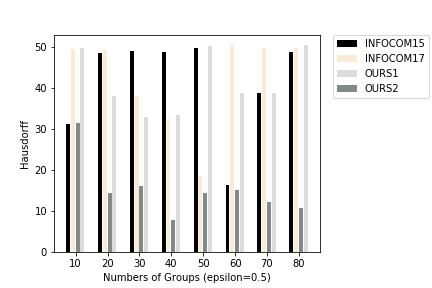 50
40
30
20
10
0
Hausdorff
10 20 30 40 50 60 70 80
Numbers of Groups (epsilon=0.5)
INFOCOM15
INFOCOM17
OURS1
OURS2